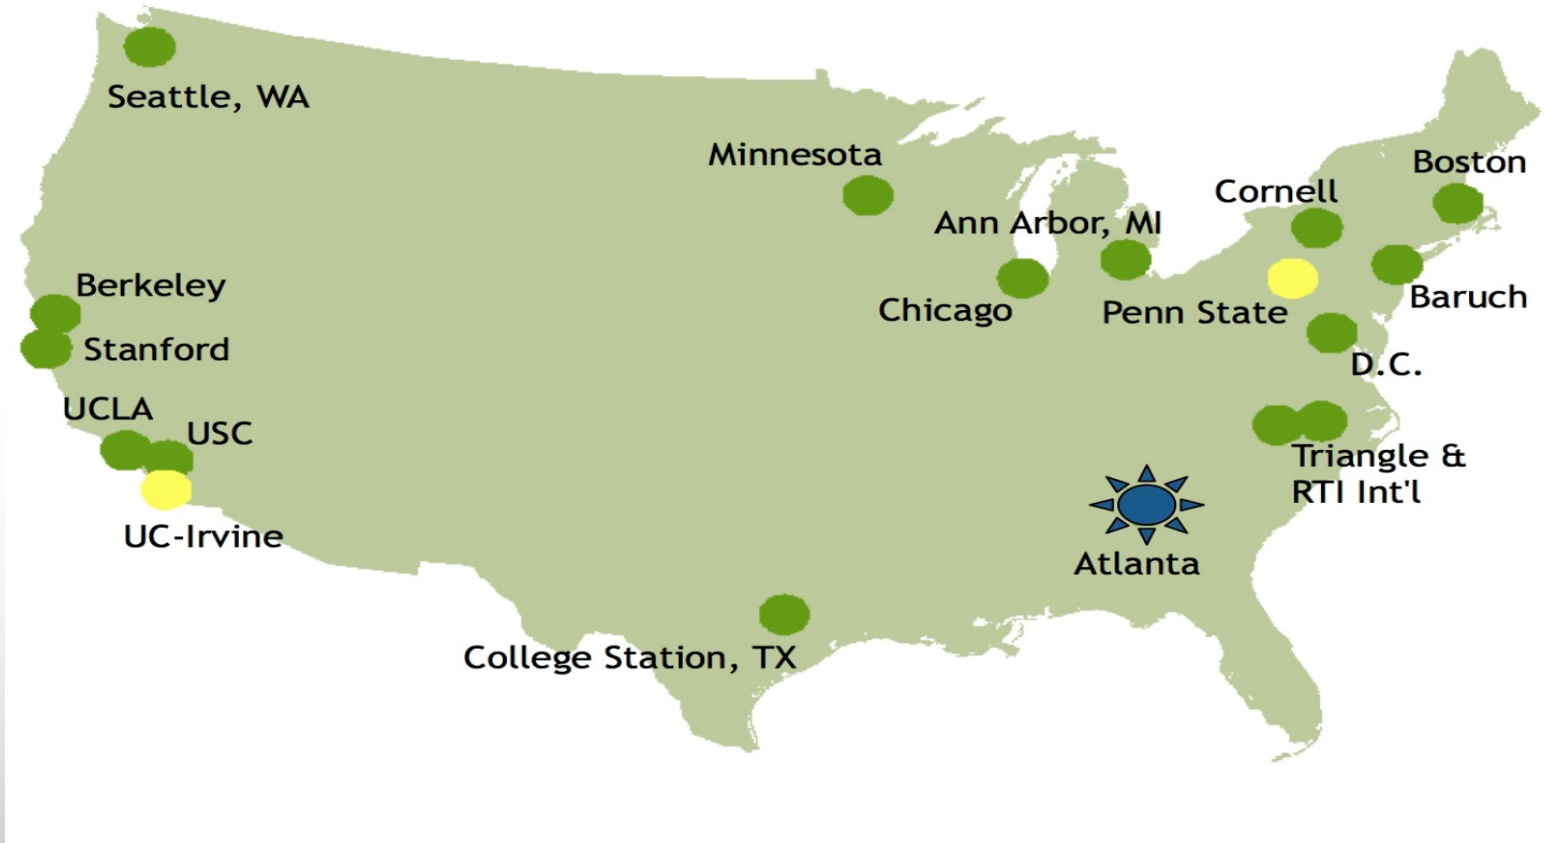 Seattle, WA
Minnesota
Boston
Cornell
Ann Arbor, MI
Berkeley
Baruch
Chicago
Penn State
Stanford
D.C.
UCLA
USC
Triangle &
RTI Int'l
UC-Irvine
Atlanta
College Station, TX